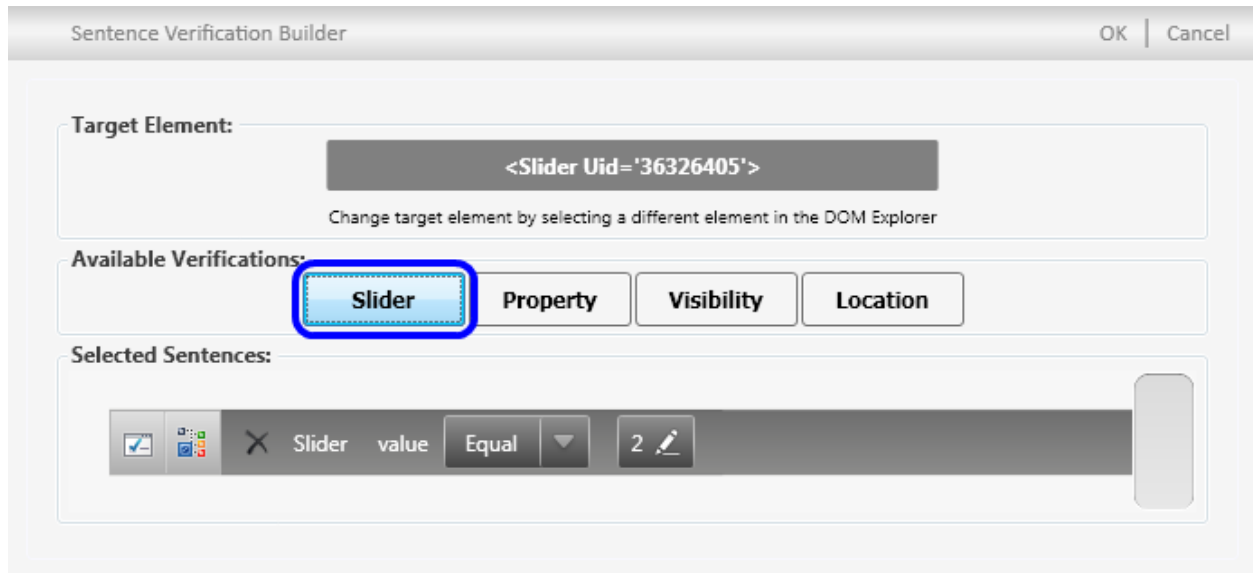 Sentence Verification Builder OK Cancel
Target Element:
<Slider Uid='36326405'>
Change target element by selecting a different element in the DOM Explorer
Available Verifications:
Slider Property Visibility Location
Selected Sentences:
Slider value Equal 2